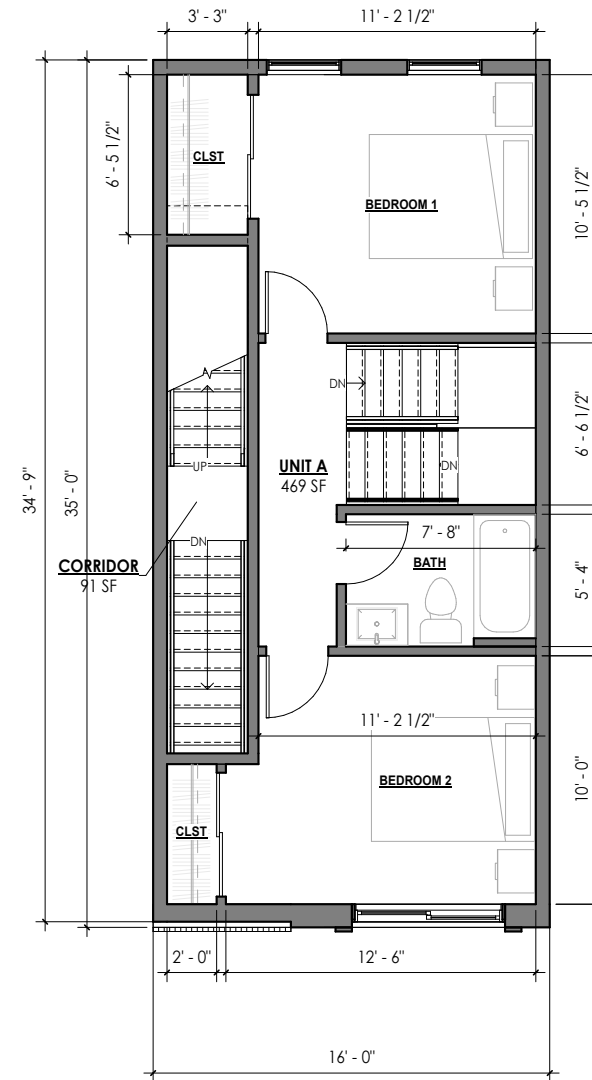 3' - 3"
11' - 2 1/2"
6' - 5 1/2"
CLST
BEDROOM 1
10' - 5 1/2"
34' - 9"
35' - 0"
DN
UP
UNIT A
469 SF
DN
6' - 6 1/2"
CORRIDOR
91 SF
DN
7' - 8"
BATH
5' - 4"
11' - 2 1/2"
BEDROOM 2
CLST
10' - 0"
2' - 0"
12' - 6"
16' - 0"